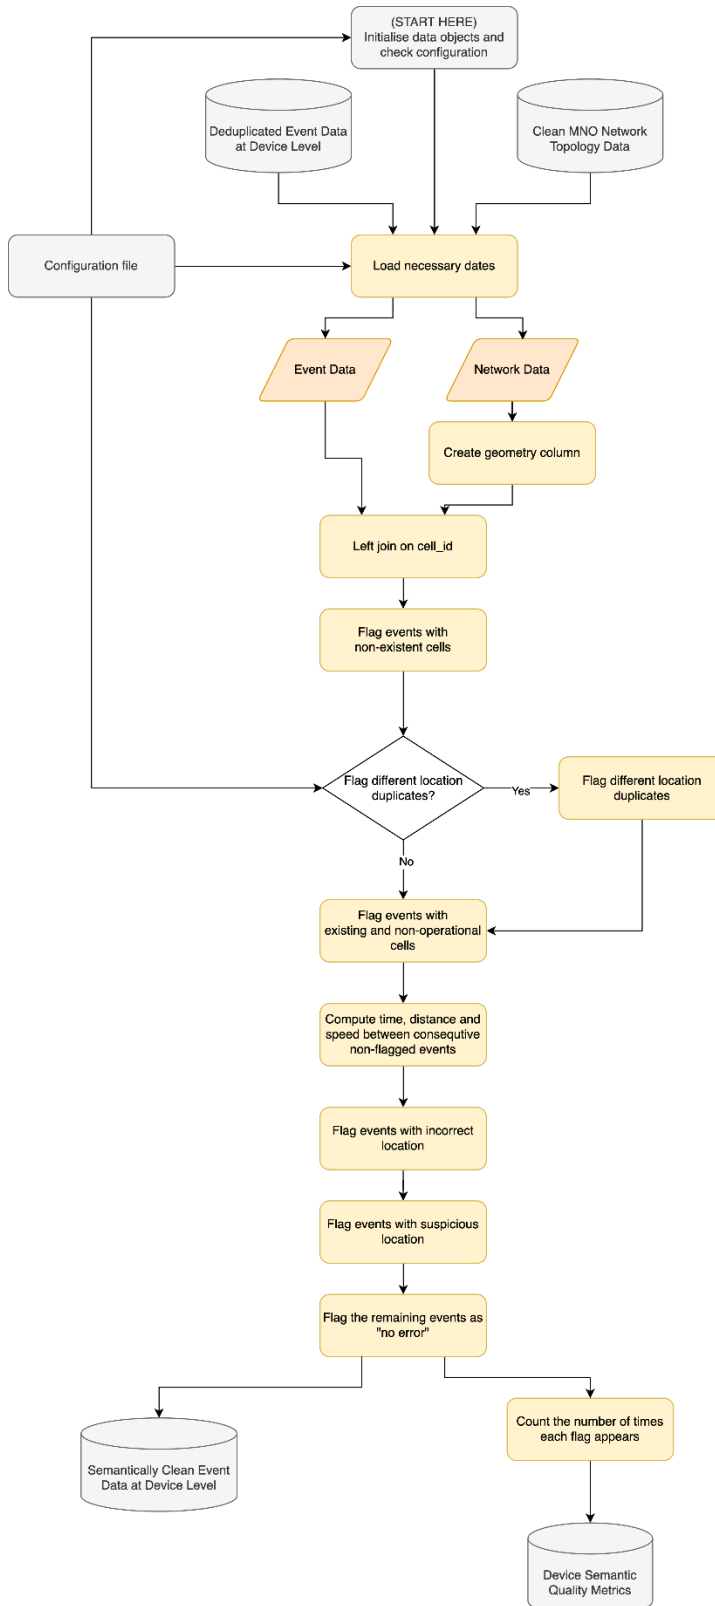 (START HERE)
Initialise data objects and
check configuration
Deduplicated Event Data
at Device Level
Clean MNO Network
Topology Data
Configuration file
Load necessary dates
Event Data
Network Data
Create geometry column
Left join on cell_id
Flag events with
non-existent cells
Flag different location
duplicates?
Yes
Flag different location
duplicates
No
Flag events with
existing and non-operational
cells
Compute time, distance and
speed between consequtive
non-flagged events
Flag events with incorrect
location
Flag events with suspicious
location
Flag the remaining events as
"no error"
Count the number of times
each flag appears
Semantically Clean Event
Data at Device Level
Device Semantic
Quality Metrics